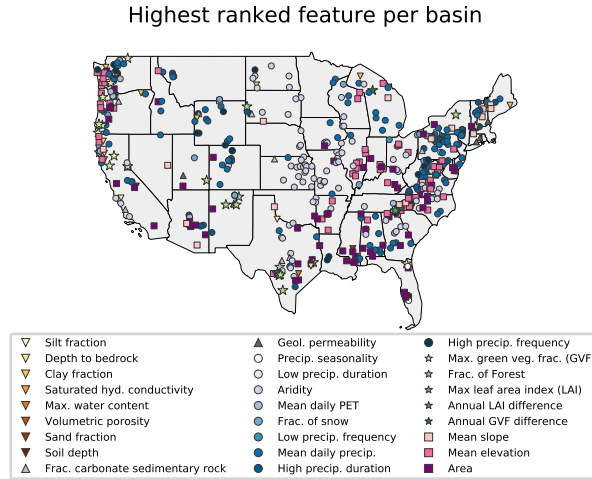 Highest ranked feature per basin
Silt fraction
Depth to bedrock
Clay fraction
Saturated hyd. conductivity
Max. water content
Volumetric porosity
Sand fraction
Soil depth
Frac. carbonate sedimentary rock
Geol. permeability
Precip. seasonality
Low precip. duration
Aridity
Mean daily PET
Frac. of snow
Low precip. frequency
Mean daily precip.
High precip. duration
High precip. frequency
Max. green veg. frac. (GVF
Frac. of Forest
Max leaf area index (LAI)
Annual LAI difference
Annual GVF difference
Mean slope
Mean elevation
Area